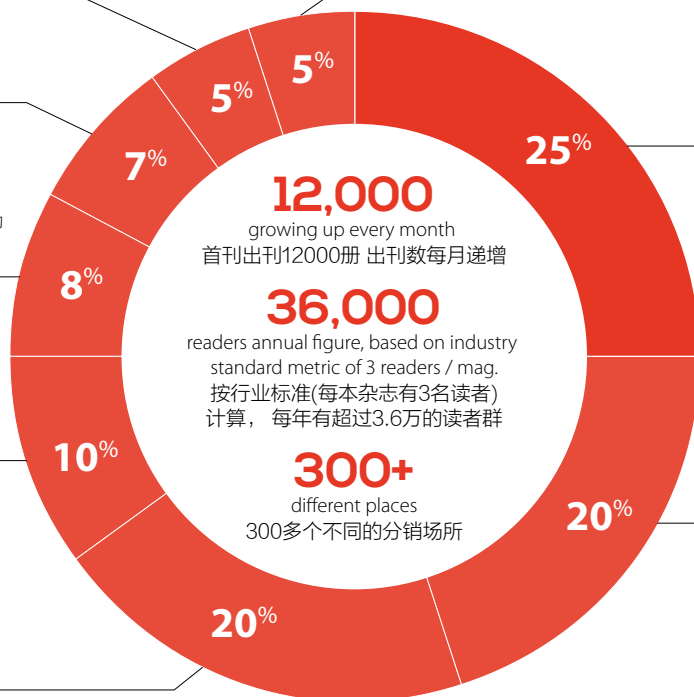 5%
5%
25%
7%
8%
12,000
growing up every month
首刊出刊12000册 出刊数每月递增
36,000
readers annual figure, based on industry
standard metric of 3 readers / mag.
按行业标准(每本杂志有3名读者)
计算， 每年有超过3.6万的读者群
300+
different places
300多个不同的分销场所
10%
20%
20%